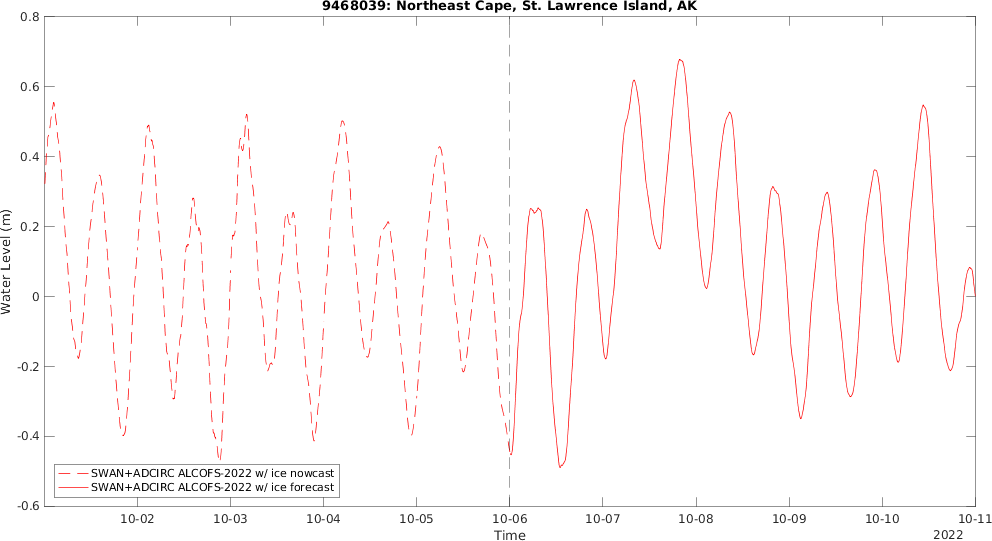 9468039: Northeast Cape, St. Lawrence Island, AK
Water Level (m)
0.8
0.6
0.4
0.2
0
-0.2
-0.4
-0.6
SWAN+ADCIRC ALCOFS-2022 w/ ice nowcast
SWAN+ADCIRC ALCOFS-2022 w/ ice forecast
10-02 10-03 10-04 10-05 10-06 10-07 10-08 10-09 10-10 10-11
Time
2022